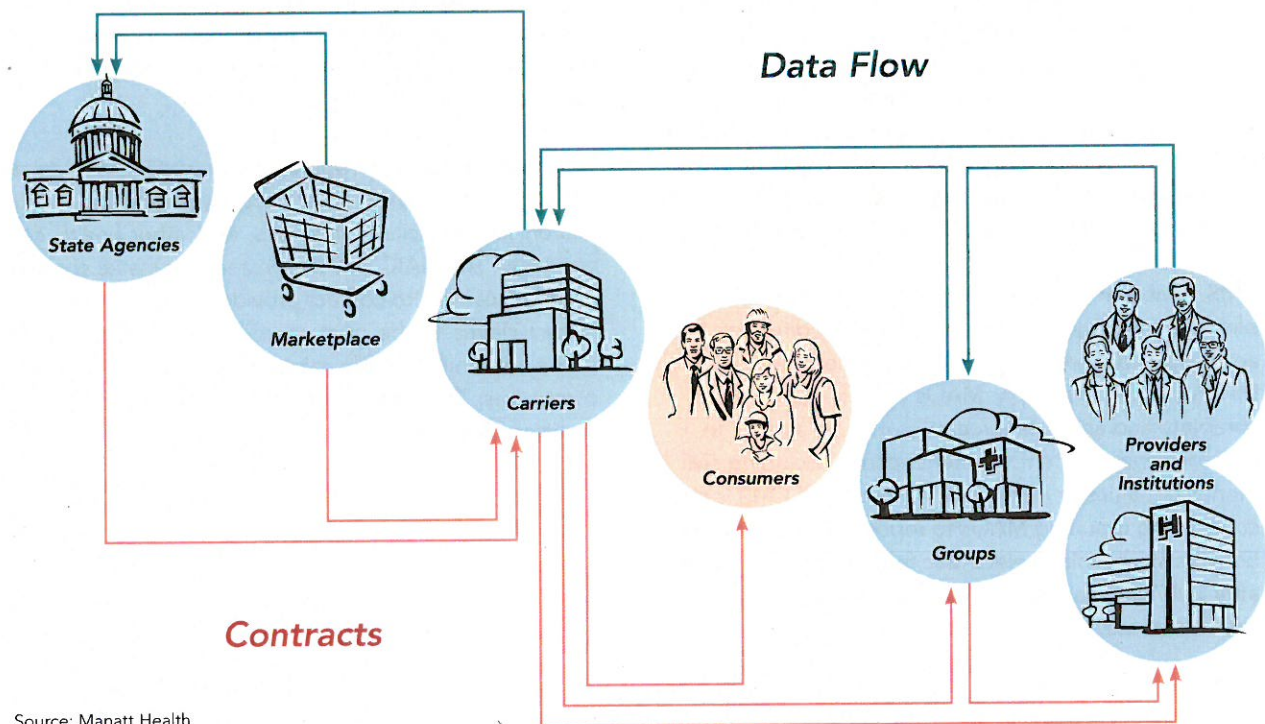 Data Flow
State Agencies
Marketplace
Carriers
Consumers
Groups
Providers
and
Institutions
H
Contracts
Source: Manatt Health